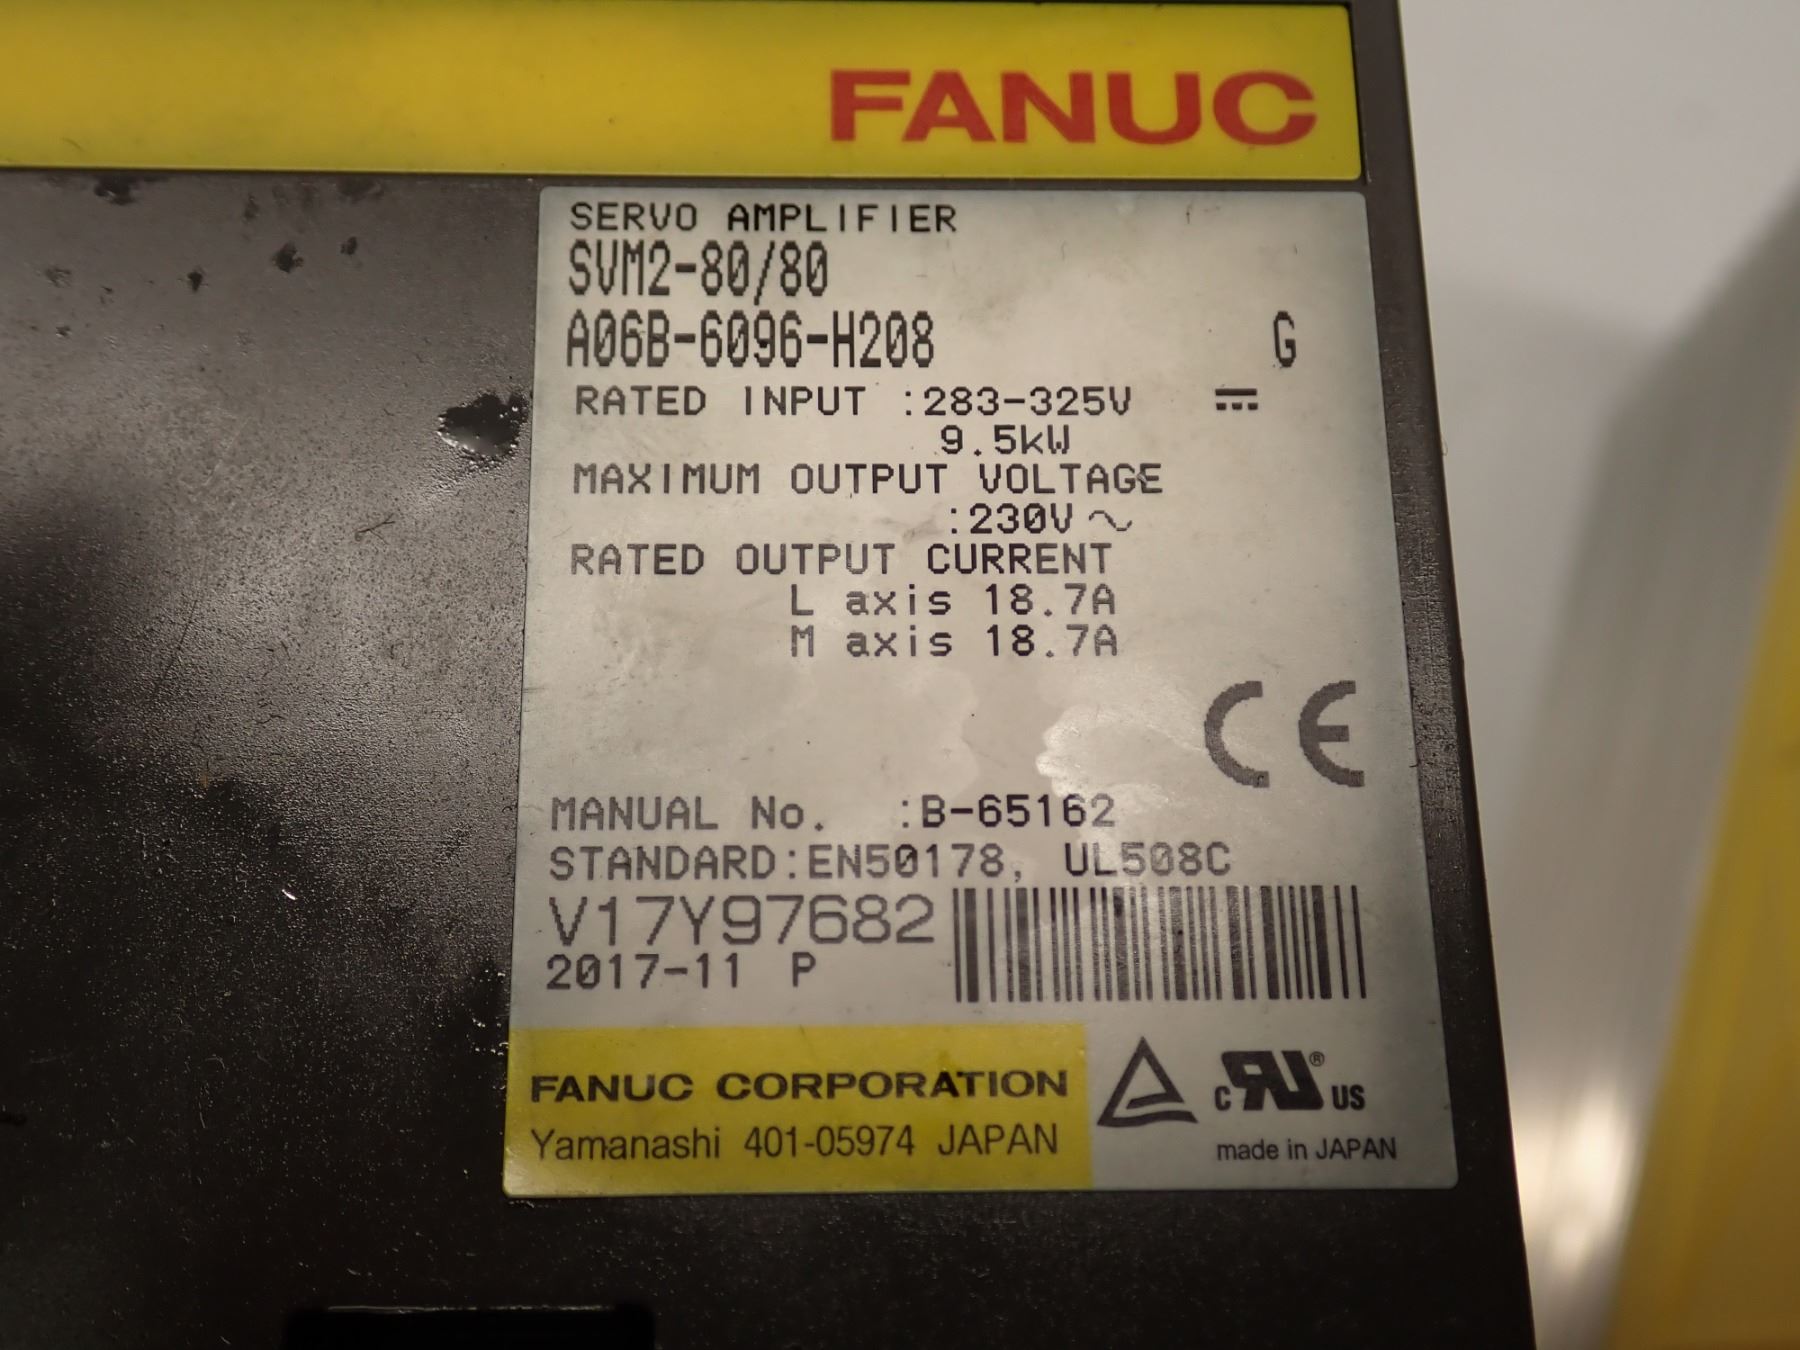 FANUC
SERVO AMPLIFIER
SVM2-80/80
A06B-6096-H208 G
RATED INPUT :283-325V ⎓
9.5kW
MAXIMUM OUTPUT VOLTAGE
:230V ~
RATED OUTPUT CURRENT
L axis 18.7A
M axis 18.7A
CE
MANUAL No. :B-65162
STANDARD:EN50178, UL508C
V17Y97682
2017-11 P
FANUC CORPORATION
Yamanashi 401-05974 JAPAN
c RU ® US
made in JAPAN